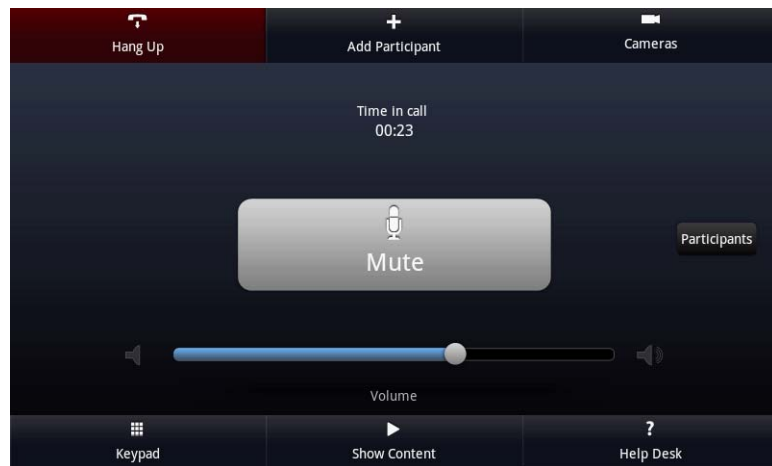 Hang Up
Add Participant
Cameras
Time in call
00:23
Mute
Participants
Volume
Keypad
Show Content
?
Help Desk